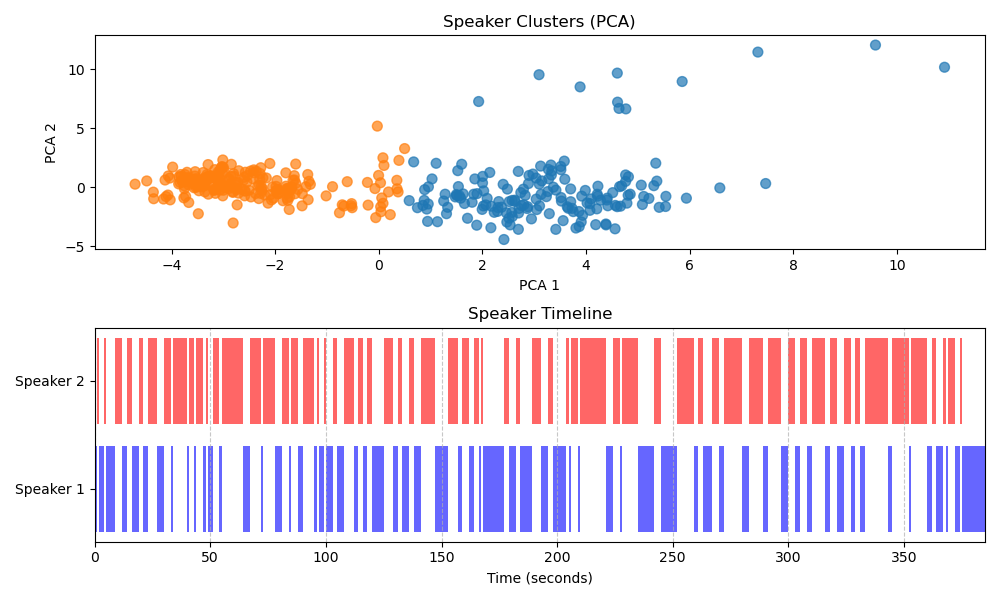 Speaker Clusters (PCA)
10
5
0
−5
PCA 2
−4 −2 0 2 4 6 8 10
PCA 1
Speaker Timeline
Speaker 2
Speaker 1
0 50 100 150 200 250 300 350
Time (seconds)